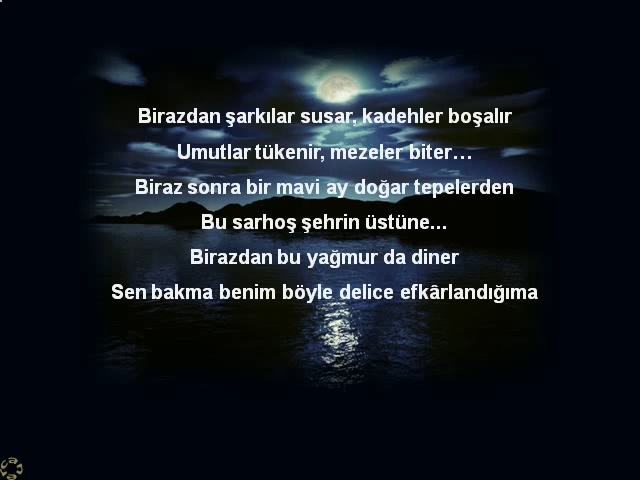 Birazdan şarkılar susar, kadehler boşalır
Umutlar tükenir, mezeler biter…
Biraz sonra bir mavi ay doğar tepelerden
Bu sarhoş şehrin üstüne...
Birazdan bu yağmur da diner
Sen bakma benim böyle delice efkârlandığıma